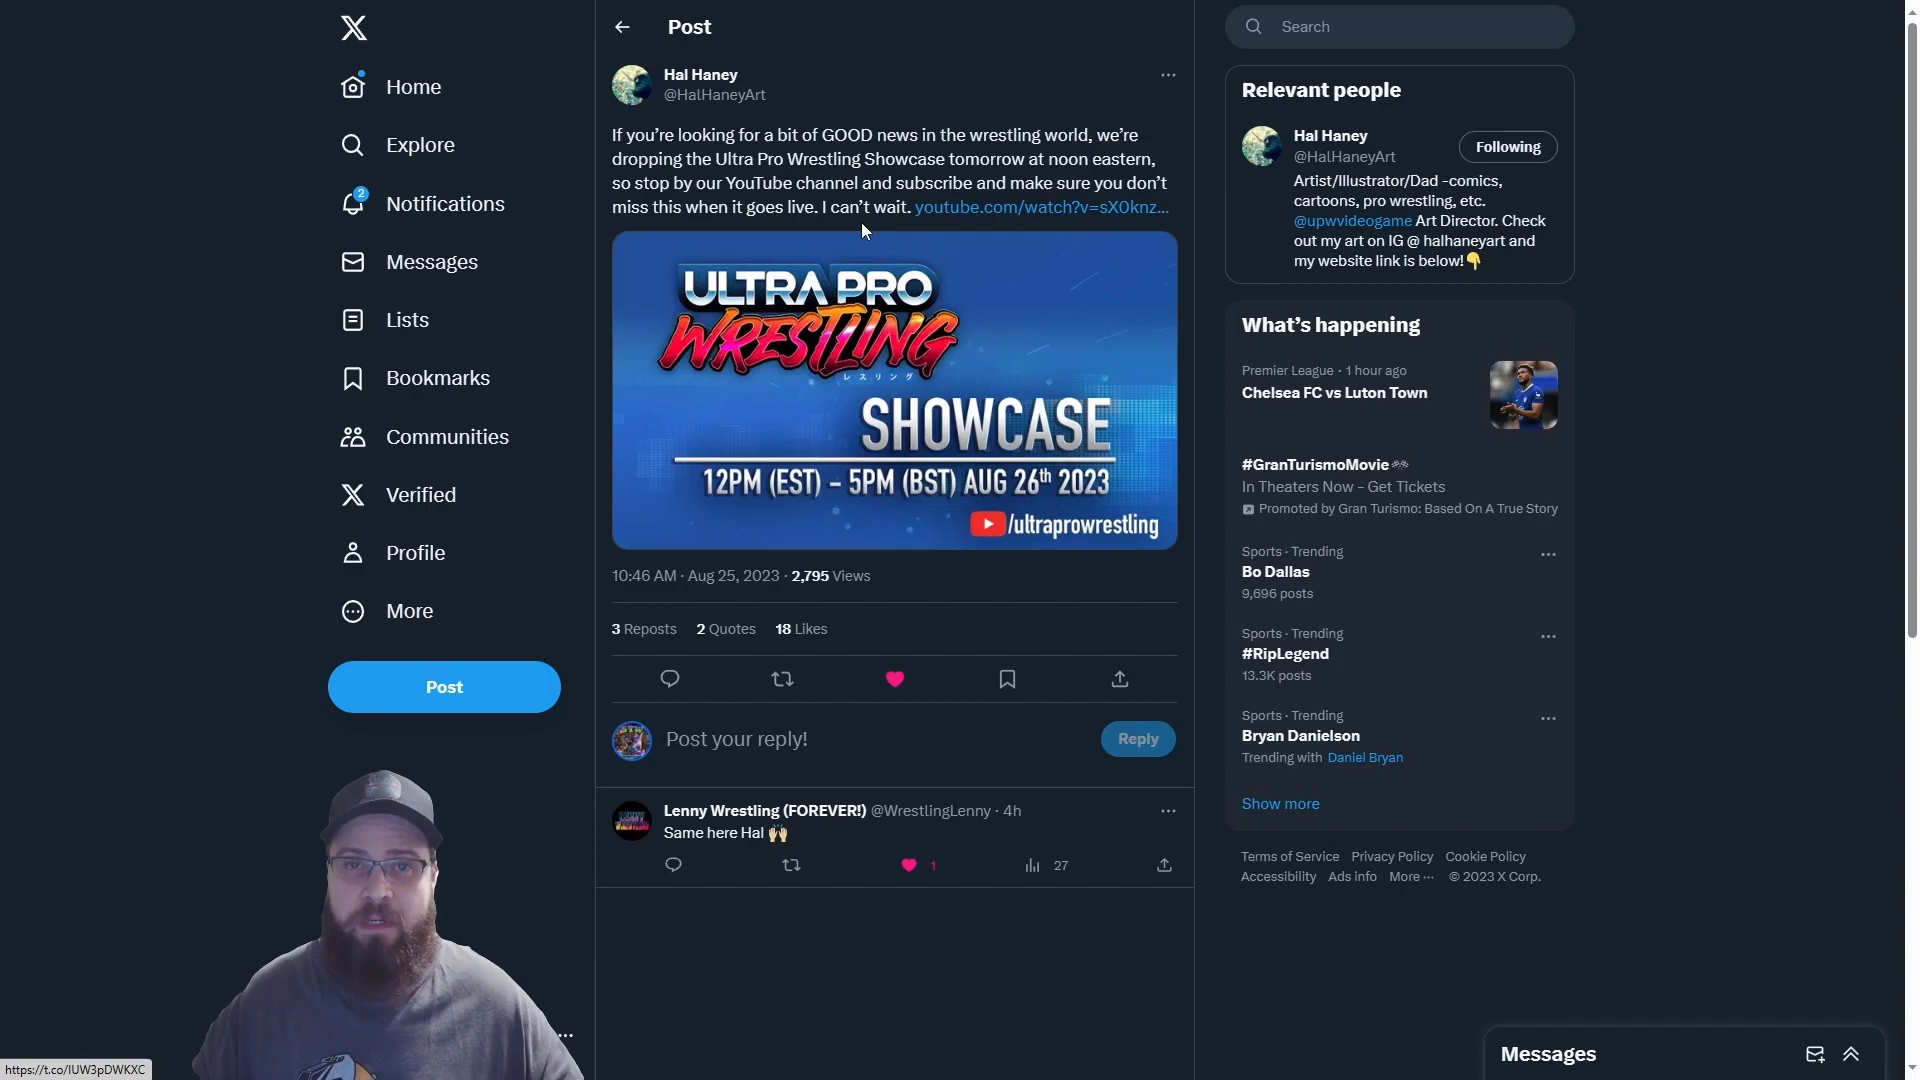 Home
Explore
2
Notifications
Messages
Lists
Bookmarks
Communities
Verified
Profile
More
Post
Post
Hal Haney
@HalHaneyArt
If you’re looking for a bit of GOOD news in the wrestling world, we’re
dropping the Ultra Pro Wrestling Showcase tomorrow at noon eastern,
so stop by our YouTube channel and subscribe and make sure you don’t
miss this when it goes live. I can’t wait. youtube.com/watch?v=sX0knz…
ULTRA PRO
WRESTLING
レスリング
SHOWCASE
12PM (EST) – 5PM (BST) AUG 26th 2023
/ultraprowrestling
10:46 AM · Aug 25, 2023 · 2,795 Views
3 Reposts 2 Quotes 18 Likes
Post your reply!
Reply
Lenny Wrestling (FOREVER!) @WrestlingLenny · 4h
Same here Hal 🙌🏼
1
27
Search
Relevant people
Hal Haney
@HalHaneyArt
Following
Artist/Illustrator/Dad -comics,
cartoons, pro wrestling, etc.
@upwvideogame Art Director. Check
out my art on IG @ halhaneyart and
my website link is below!👇
What’s happening
Premier League · 1 hour ago
Chelsea FC vs Luton Town
#GranTurismoMovie
In Theaters Now - Get Tickets
Promoted by Gran Turismo: Based On A True Story
Sports · Trending
Bo Dallas
9,696 posts
Sports · Trending
#RipLegend
13.3K posts
Sports · Trending
Bryan Danielson
Trending with Daniel Bryan
Show more
Terms of Service Privacy Policy Cookie Policy
Accessibility Ads info More ··· © 2023 X Corp.
Messages
https://t.co/IUW3pDWKXC